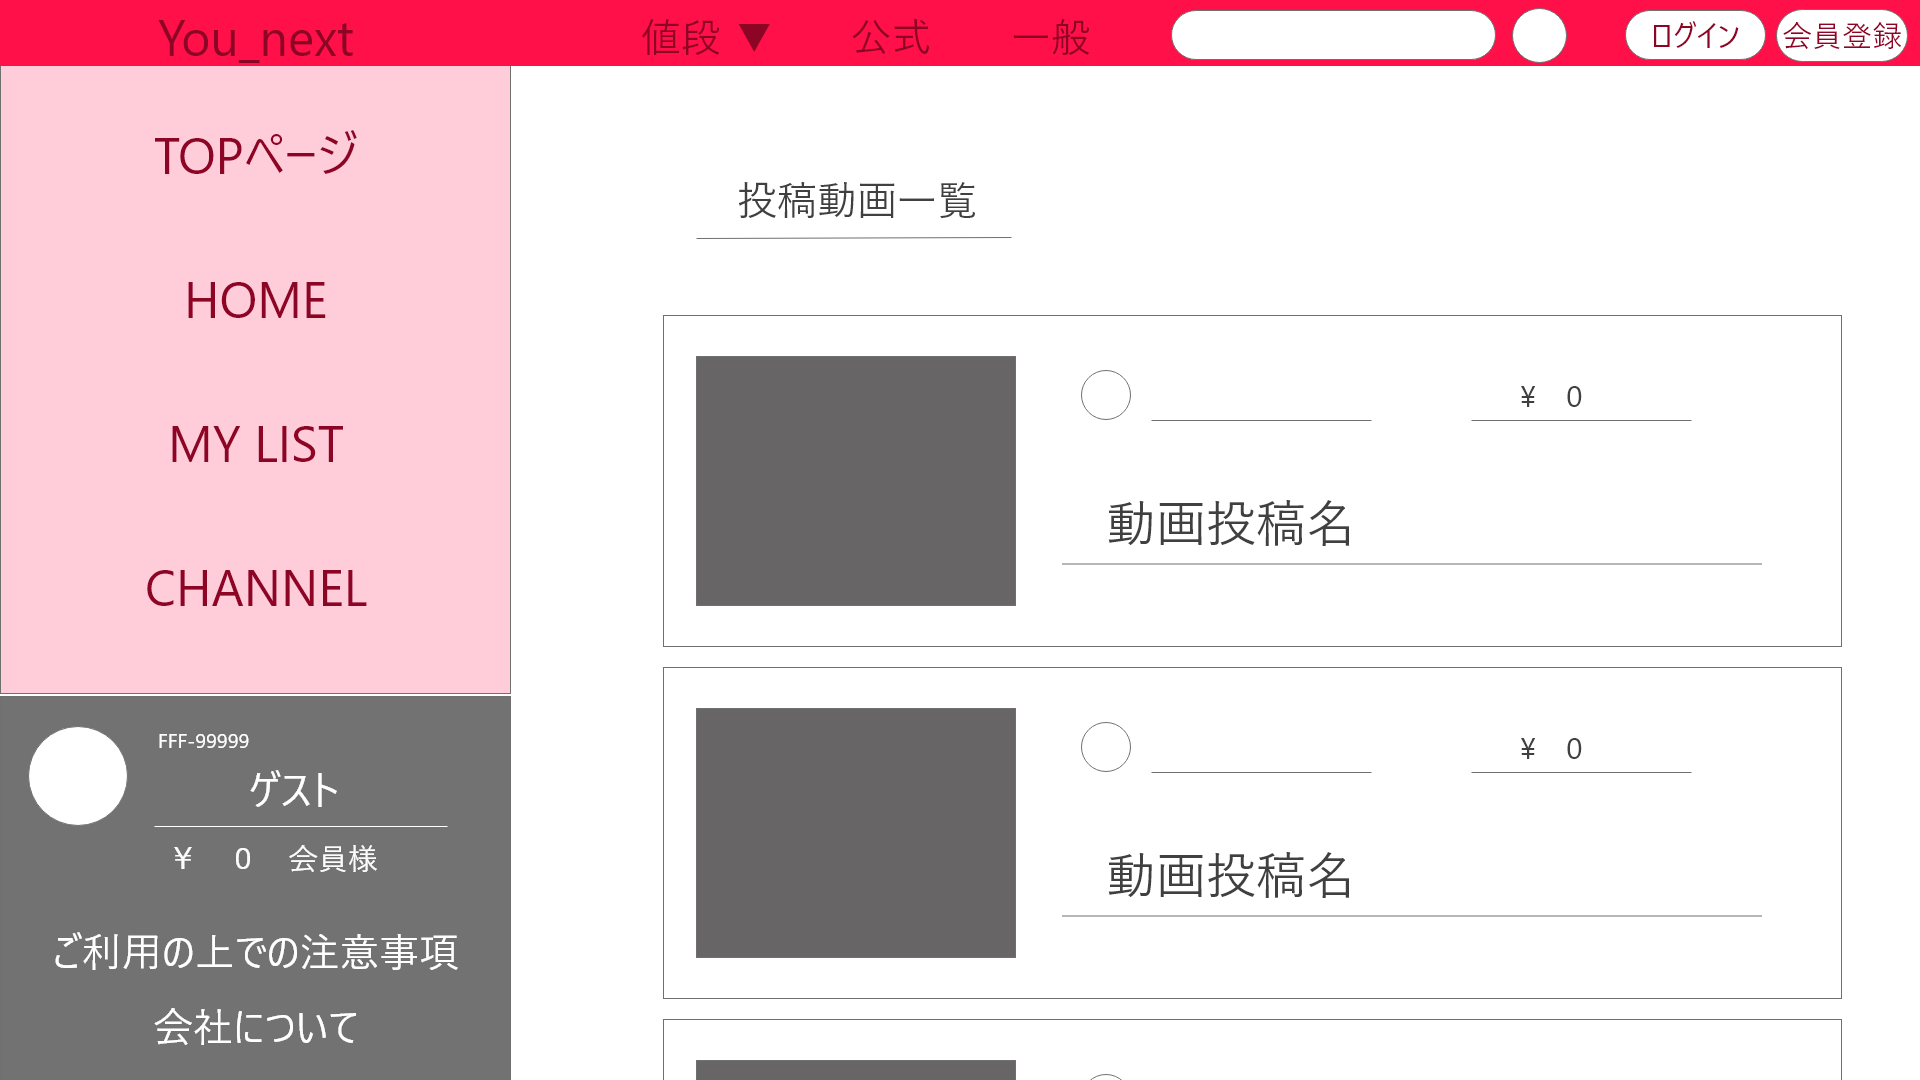 You_next 値段 ▼ 公式 一般 ログイン 会員登録
TOPページ
HOME
MY LIST
CHANNEL
FFF-99999
ゲスト
¥ 0 会員様
ご利用の上での注意事項
会社について
投稿動画一覧
¥ 0
動画投稿名
¥ 0
動画投稿名